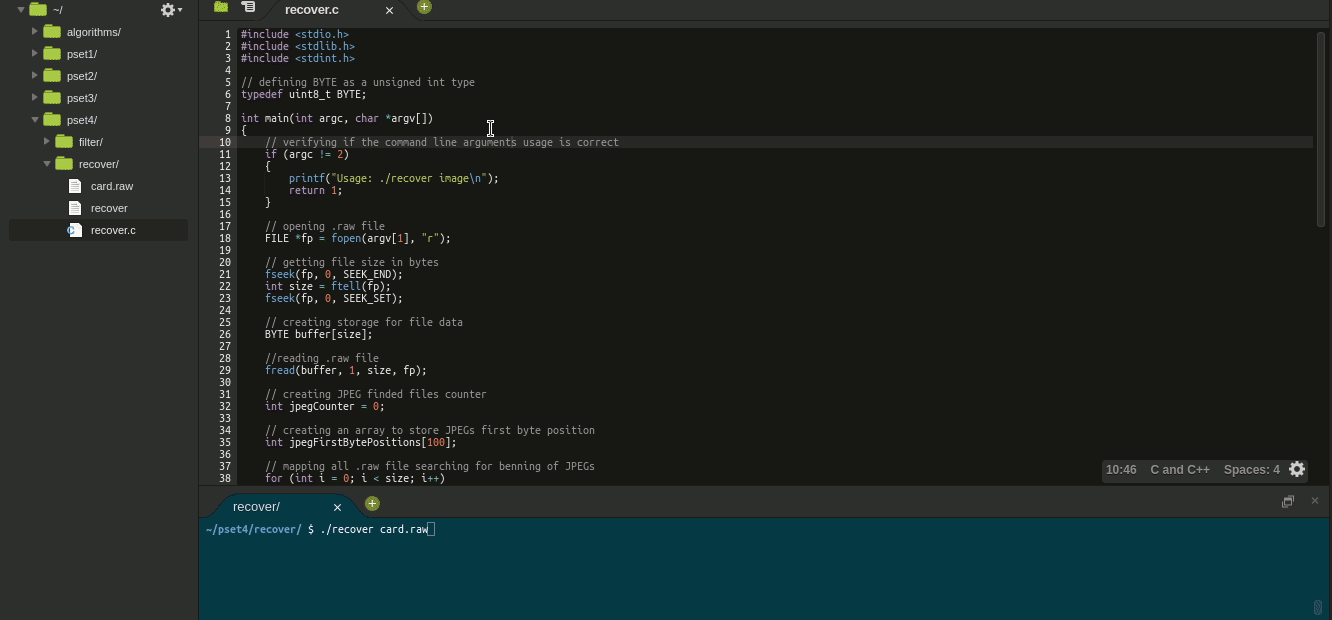 ~/
algorithms/
pset1/
pset2/
pset3/
pset4/
filter/
recover/
card.raw
recover
recover.c
recover.c
1 #include <stdio.h>
2 #include <stdlib.h>
3 #include <stdint.h>
4
5 // defining BYTE as a unsigned int type
6 typedef uint8_t BYTE;
7
8 int main(int argc, char *argv[])
9 {
10     // verifying if the command line arguments usage is correct
11     if (argc != 2)
12     {
13         printf("Usage: ./recover image\n");
14         return 1;
15     }
16
17     // opening .raw file
18     FILE *fp = fopen(argv[1], "r");
19
20     // getting file size in bytes
21     fseek(fp, 0, SEEK_END);
22     int size = ftell(fp);
23     fseek(fp, 0, SEEK_SET);
24
25     // creating storage for file data
26     BYTE buffer[size];
27
28     //reading .raw file
29     fread(buffer, 1, size, fp);
30
31     // creating JPEG finded files counter
32     int jpegCounter = 0;
33
34     // creating an array to store JPEGs first byte position
35     int jpegFirstBytePositions[100];
36
37     // mapping all .raw file searching for benning of JPEGs
38     for (int i = 0; i < size; i++)
10:46 C and C++ Spaces: 4
recover/
~/pset4/recover/ $ ./recover card.raw